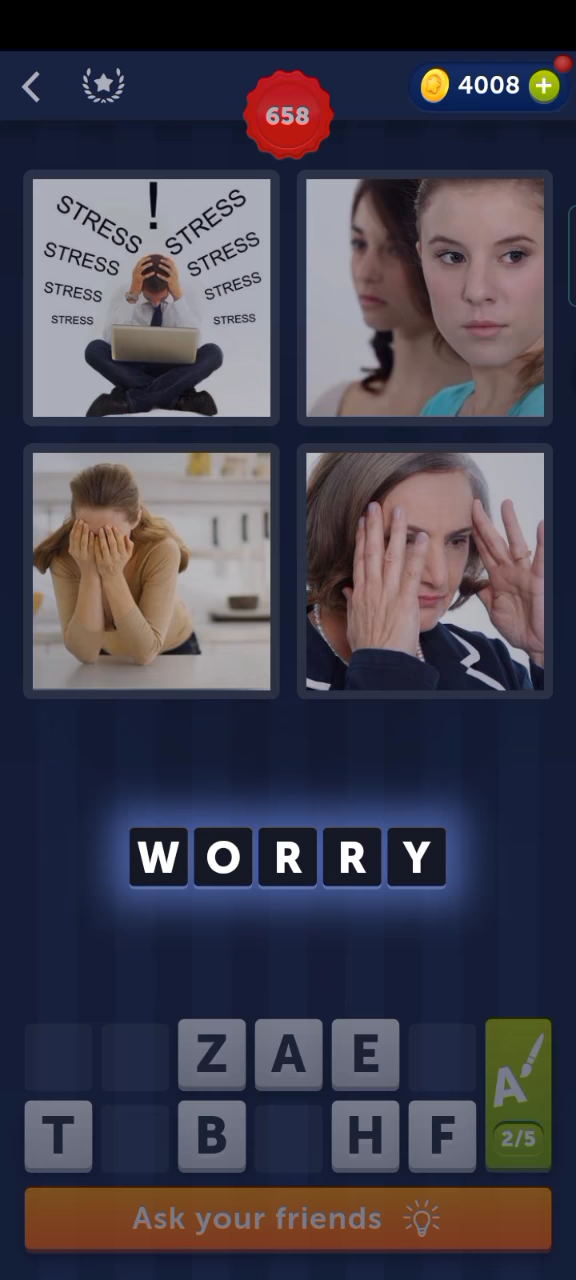 658
4008
!
STRESS STRESS
STRESS STRESS
STRESS STRESS
STRESS STRESS
WORRY
Z A E
T B H F
A
2/5
Ask your friends